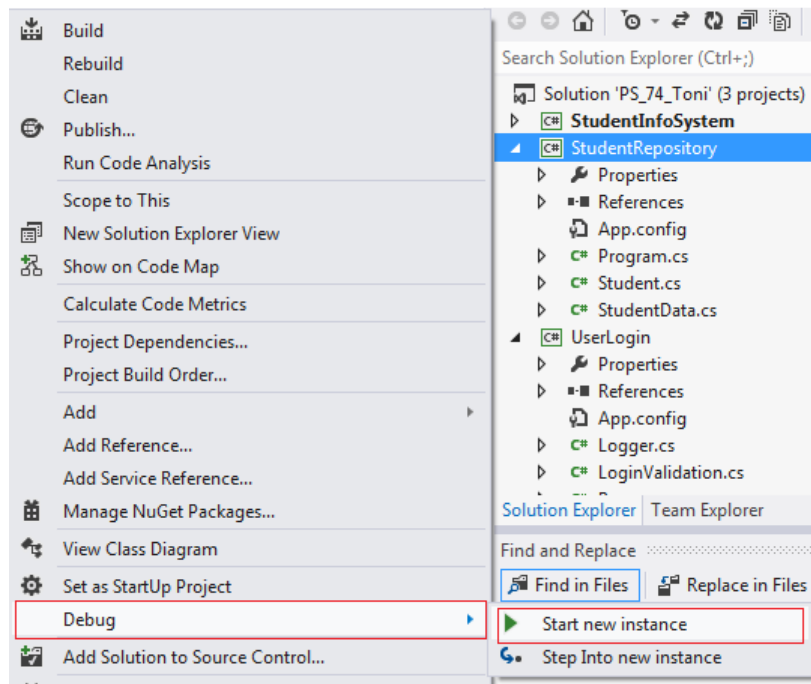 Build
Rebuild
Clean
Publish...
Run Code Analysis
Scope to This
New Solution Explorer View
Show on Code Map
Calculate Code Metrics
Project Dependencies...
Project Build Order...
Add
Add Reference...
Add Service Reference...
Manage NuGet Packages...
View Class Diagram
Set as StartUp Project
Debug
Add Solution to Source Control...
Search Solution Explorer (Ctrl+;)
Solution 'PS_74_Toni' (3 projects)
C# StudentInfoSystem
C# StudentRepository
Properties
References
App.config
C# Program.cs
C# Student.cs
C# StudentData.cs
C# UserLogin
Properties
References
App.config
C# Logger.cs
C# LoginValidation.cs
Solution Explorer Team Explorer
Find and Replace
Find in Files Replace in Files
Start new instance
Step Into new instance